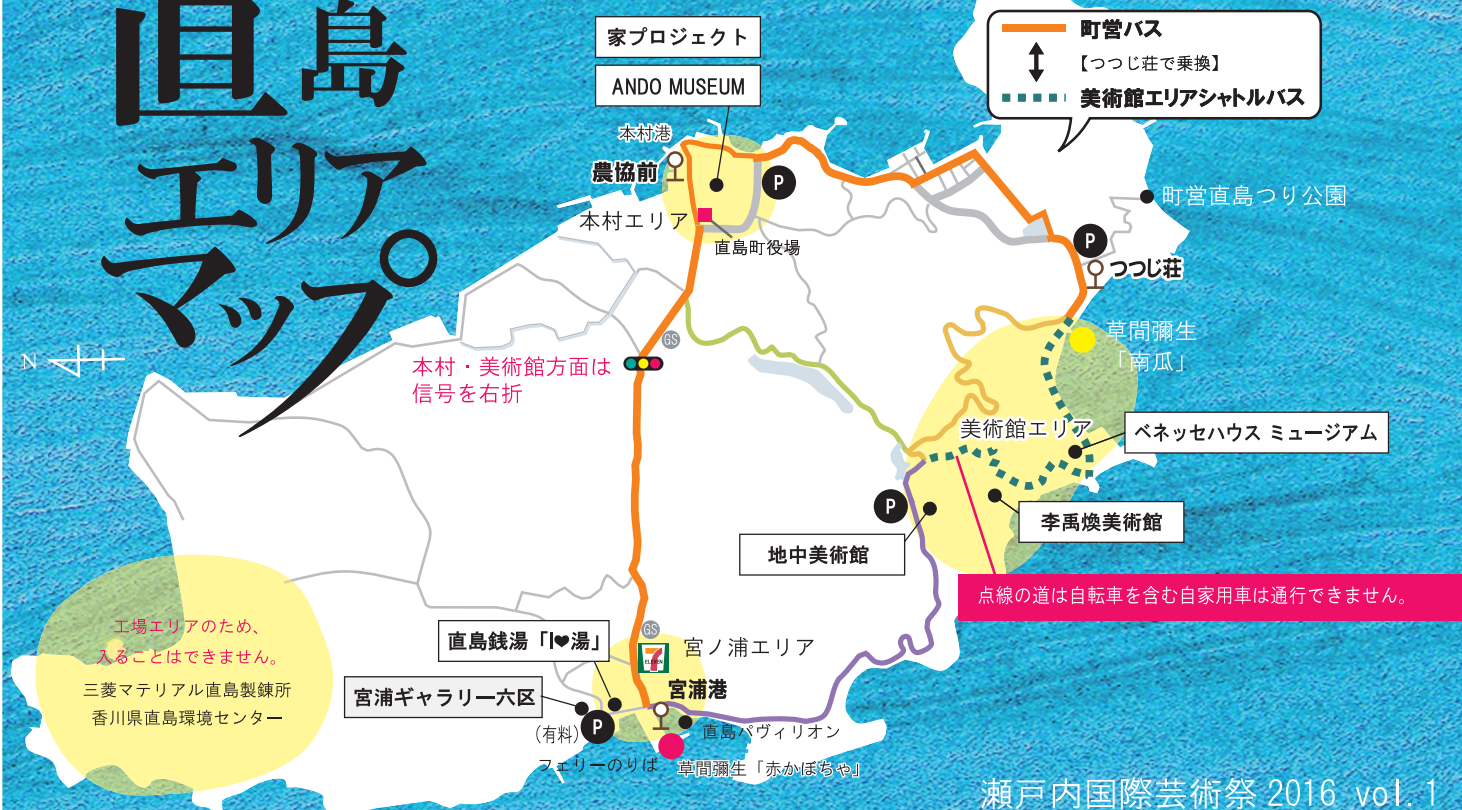 直島
エリア
マップ
N
家プロジェクト
ANDO MUSEUM
町営バス
【つつじ荘で乗換】
美術館エリアシャトルバス
本村港
農協前
P
本村エリア
直島町役場
町営直島つり公園
P
つつじ荘
草間彌生
「南瓜」
GS
本村・美術館方面は
信号を右折
美術館エリア
ベネッセハウス ミュージアム
P
李禹煥美術館
地中美術館
点線の道は自転車を含む自家用車は通行できません。
工場エリアのため、
入ることはできません。
三菱マテリアル直島製錬所
香川県直島環境センター
GS
直島銭湯「I♥湯」
7
ELEVEN
宮ノ浦エリア
宮浦ギャラリー六区
宮浦港
(有料)
P
直島パヴィリオン
フェリーのりば
草間彌生「赤かぼちゃ」
瀬戸内国際芸術祭 2016 vol. 1